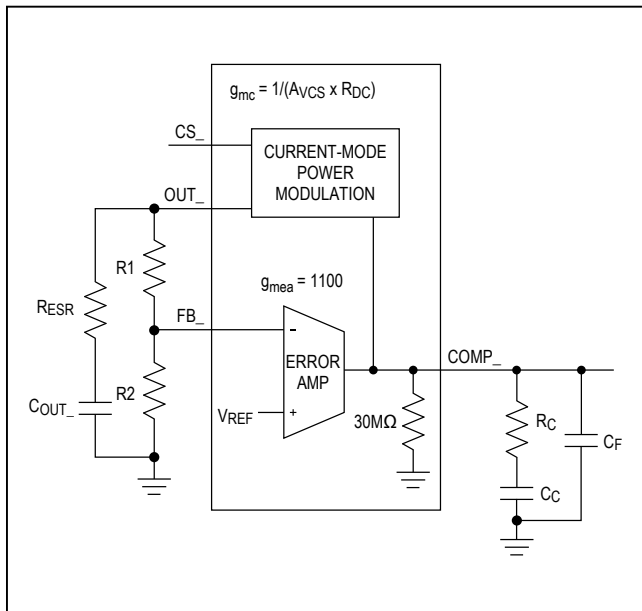 gmc = 1/(AVCS x RDC)
CS_
CURRENT-MODE
POWER
MODULATION
OUT_
R1
gmea = 1100
RESR
FB_
-
ERROR
AMP
COMP_
R2
COUT_
VREF
+
30MΩ
RC
CF
CC